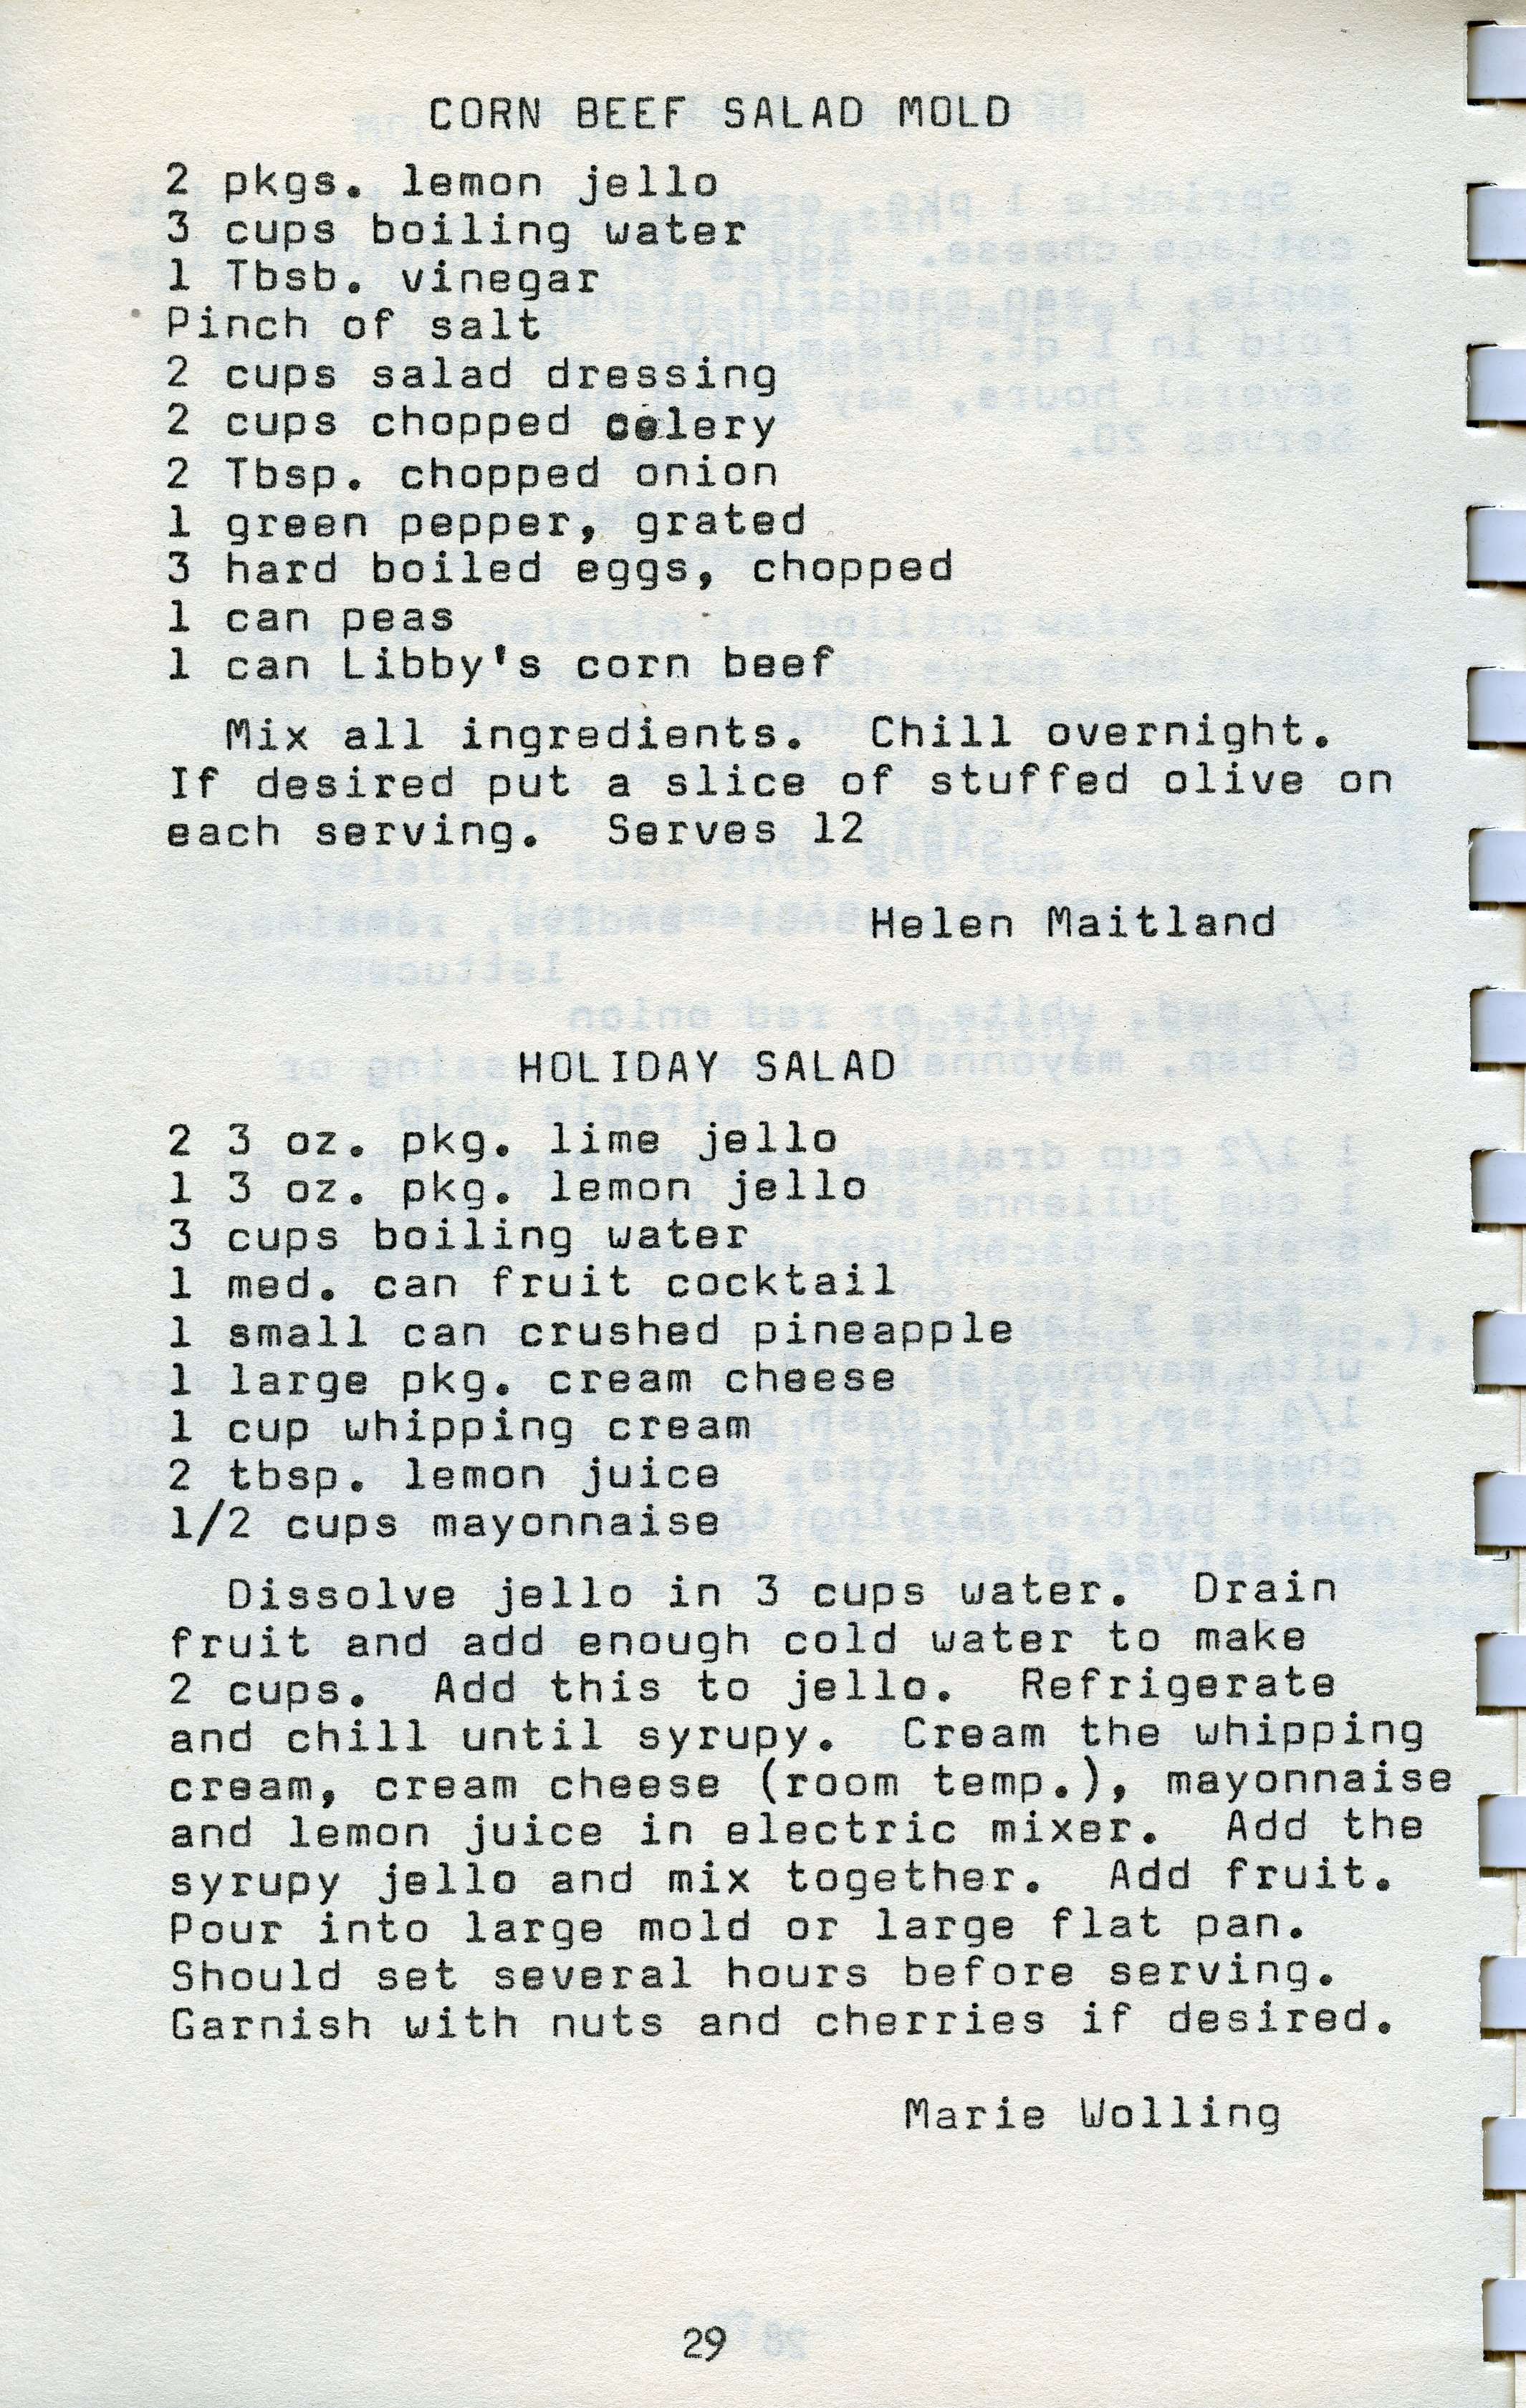 CORN BEEF SALAD MOLD
2 pkgs. lemon jello
3 cups boiling water
1 Tbsb. vinegar
Pinch of salt
2 cups salad dressing
2 cups chopped celery
2 Tbsp. chopped onion
1 green pepper, grated
3 hard boiled eggs, chopped
1 can peas
1 can Libby's corn beef
Mix all ingredients. Chill overnight.
If desired put a slice of stuffed olive on
each serving. Serves 12
Helen Maitland
HOLIDAY SALAD
2 3 oz. pkg. lime jello
1 3 oz. pkg. lemon jello
3 cups boiling water
1 med. can fruit cocktail
1 small can crushed pineapple
1 large pkg. cream cheese
1 cup whipping cream
2 tbsp. lemon juice
1/2 cups mayonnaise
Dissolve jello in 3 cups water. Drain
fruit and add enough cold water to make
2 cups. Add this to jello. Refrigerate
and chill until syrupy. Cream the whipping
cream, cream cheese (room temp.), mayonnaise
and lemon juice in electric mixer. Add the
syrupy jello and mix together. Add fruit.
Pour into large mold or large flat pan.
Should set several hours before serving.
Garnish with nuts and cherries if desired.
Marie Wolling
29